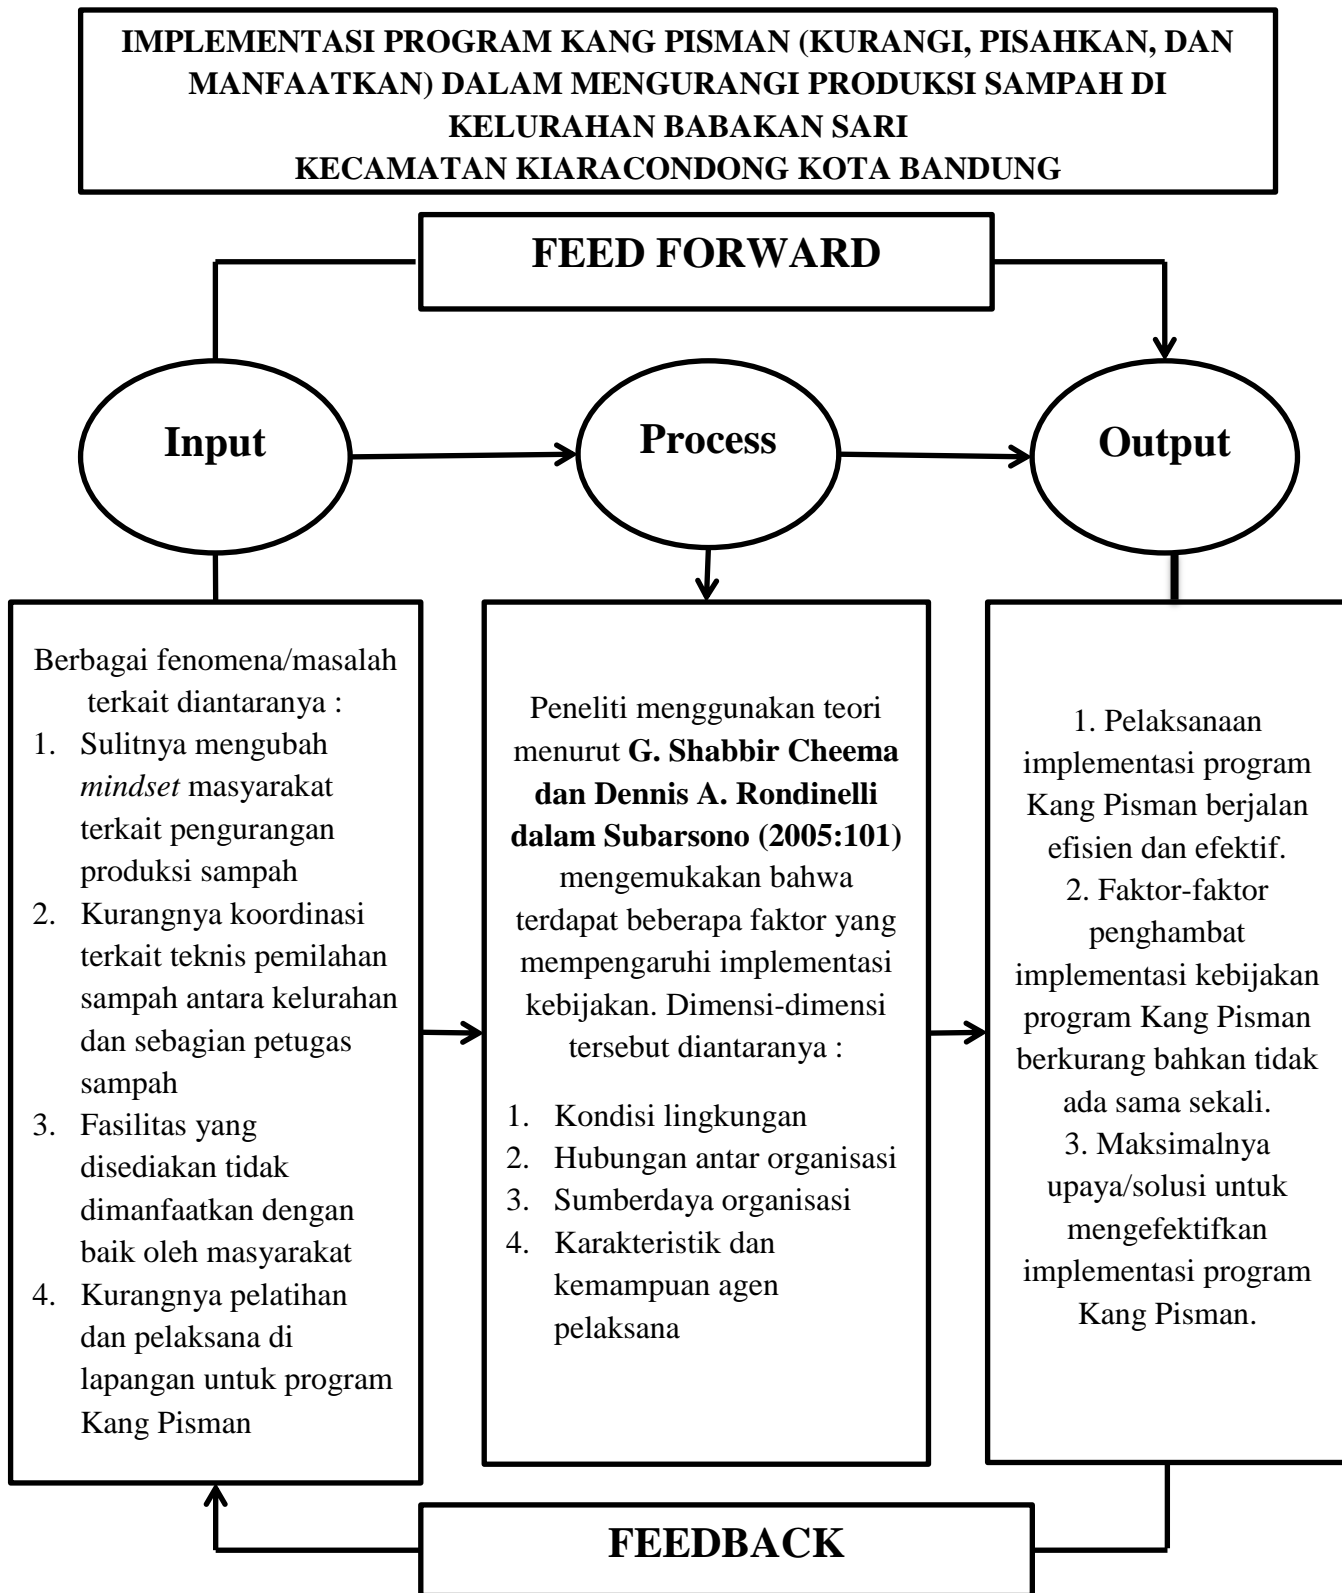 IMPLEMENTASI PROGRAM KANG PISMAN (KURANGI, PISAHKAN, DAN
MANFAATKAN) DALAM MENGURANGI PRODUKSI SAMPAH DI
KELURAHAN BABAKAN SARI
KECAMATAN KIARACONDONG KOTA BANDUNG
FEED FORWARD
Input
Process
Output
Berbagai fenomena/masalah
terkait diantaranya :
1. Sulitnya mengubah
mindset masyarakat
terkait pengurangan
produksi sampah
2. Kurangnya koordinasi
terkait teknis pemilahan
sampah antara kelurahan
dan sebagian petugas
sampah
3. Fasilitas yang
disediakan tidak
dimanfaatkan dengan
baik oleh masyarakat
4. Kurangnya pelatihan
dan pelaksana di
lapangan untuk program
Kang Pisman
Peneliti menggunakan teori
menurut G. Shabbir Cheema
dan Dennis A. Rondinelli
dalam Subarsono (2005:101)
mengemukakan bahwa
terdapat beberapa faktor yang
mempengaruhi implementasi
kebijakan. Dimensi-dimensi
tersebut diantaranya :
1. Kondisi lingkungan
2. Hubungan antar organisasi
3. Sumberdaya organisasi
4. Karakteristik dan
kemampuan agen
pelaksana
1. Pelaksanaan
implementasi program
Kang Pisman berjalan
efisien dan efektif.
2. Faktor-faktor
penghambat
implementasi kebijakan
program Kang Pisman
berkurang bahkan tidak
ada sama sekali.
3. Maksimalnya
upaya/solusi untuk
mengefektifkan
implementasi program
Kang Pisman.
FEEDBACK